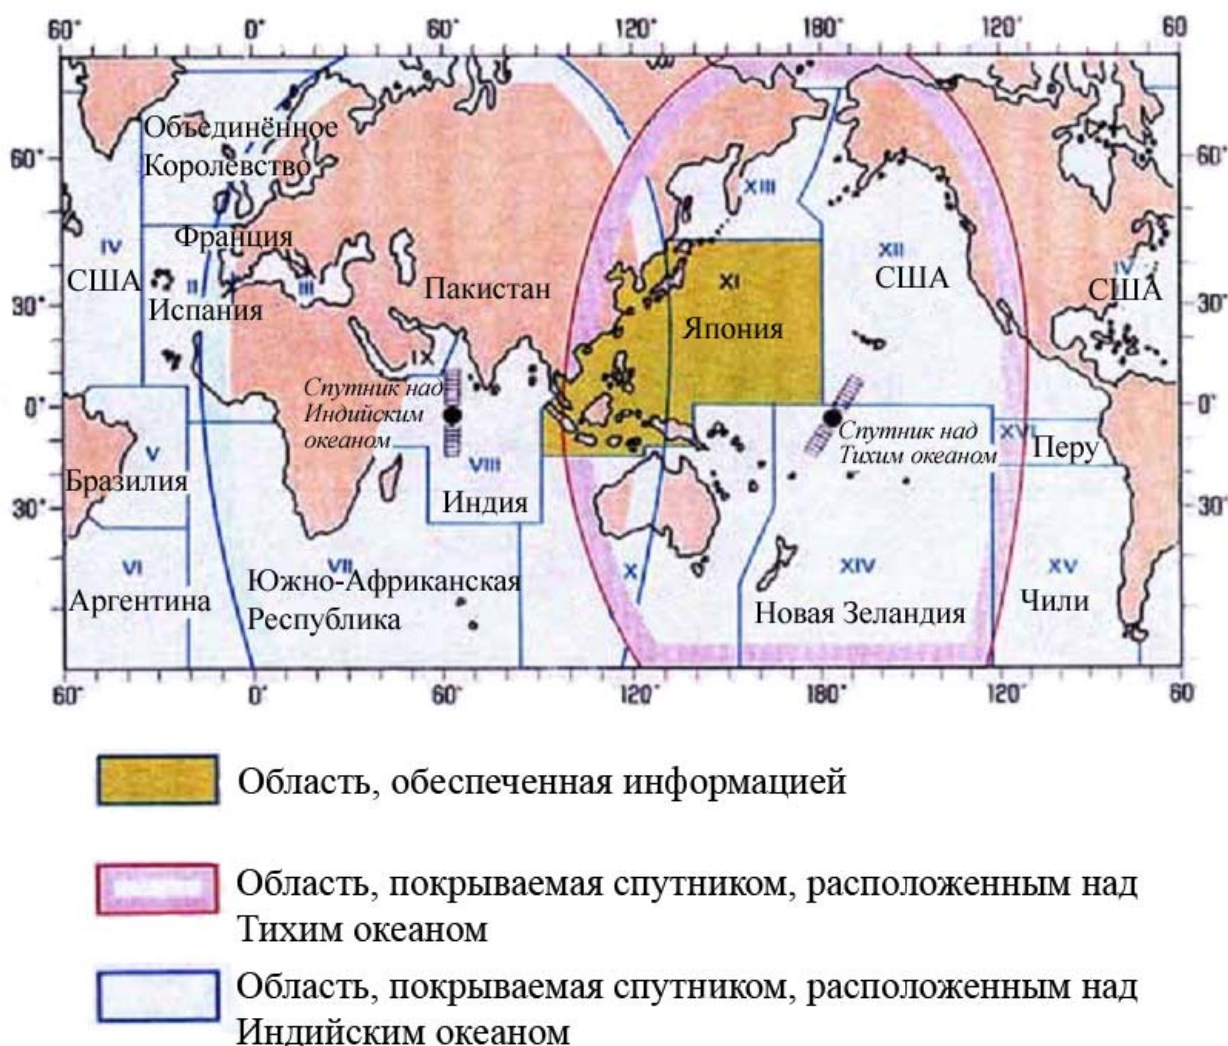 60° 0° 60° 120° 180° 120° 60
Объединённое
Королевство
60°
60°
XIII
Франция
IV
XII
США
II
III
Испания
Пакистан
XI
США
IV
США
30°
30°
Япония
IX
Спутник над
Индийским
океаном
0°
0°
Спутник над
Тихим океаном
XVI
Перу
V
Бразилия
VIII
Индия
30°
30°
VI
Аргентина
VII
Южно-Африканская
Республика
X
XIV
Новая Зеландия
XV
Чили
60° 0° 60° 120° 180° 120° 60
Область, обеспеченная информацией
Область, покрываемая спутником, расположенным над
Тихим океаном
Область, покрываемая спутником, расположенным над
Индийским океаном